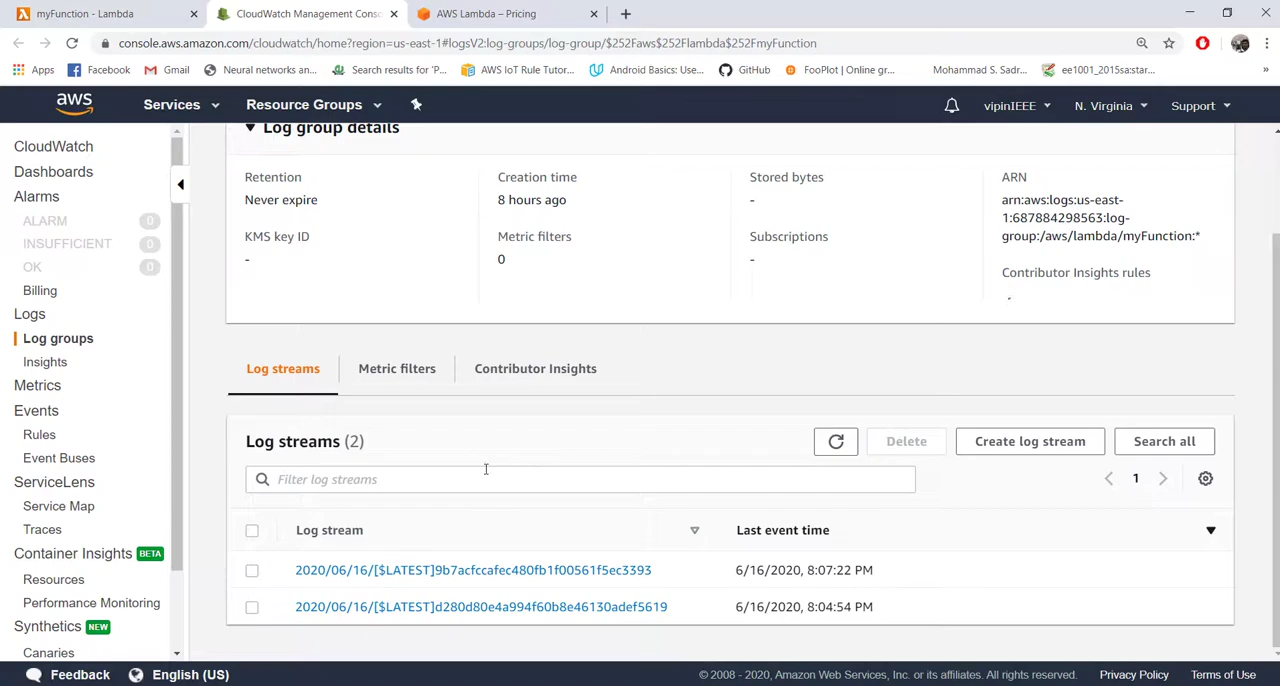 myFunction - Lambda
CloudWatch Management Conso
AWS Lambda – Pricing
console.aws.amazon.com/cloudwatch/home?region=us-east-1#logsV2:log-groups/log-group/$252Faws$252Flambda$252FmyFunction
Apps
Facebook
Gmail
Neural networks an...
Search results for 'P...
AWS IoT Rule Tutor...
Android Basics: Use...
GitHub
FooPlot | Online gr...
Mohammad S. Sadr...
ee1001_2015sa:star...
»
aws
Services
Resource Groups
vipinIEEE
N. Virginia
Support
CloudWatch
Dashboards
Alarms
ALARM 0
INSUFFICIENT 0
OK 0
Billing
Logs
Log groups
Insights
Metrics
Events
Rules
Event Buses
ServiceLens
Service Map
Traces
Container Insights BETA
Resources
Performance Monitoring
Synthetics NEW
Canaries
Log group details
Retention
Never expire
KMS key ID
-
Creation time
8 hours ago
Metric filters
0
Stored bytes
-
Subscriptions
-
ARN
arn:aws:logs:us-east-
1:687884298563:log-
group:/aws/lambda/myFunction:*
Contributor Insights rules
-
Log streams
Metric filters
Contributor Insights
Log streams (2)
Delete
Create log stream
Search all
Filter log streams
1
Log stream
Last event time
2020/06/16/[$LATEST]9b7acfccafec480fb1f00561f5ec3393
6/16/2020, 8:07:22 PM
2020/06/16/[$LATEST]d280d80e4a994f60b8e46130adef5619
6/16/2020, 8:04:54 PM
Feedback
English (US)
© 2008 - 2020, Amazon Web Services, Inc. or its affiliates. All rights reserved.
Privacy Policy
Terms of Use